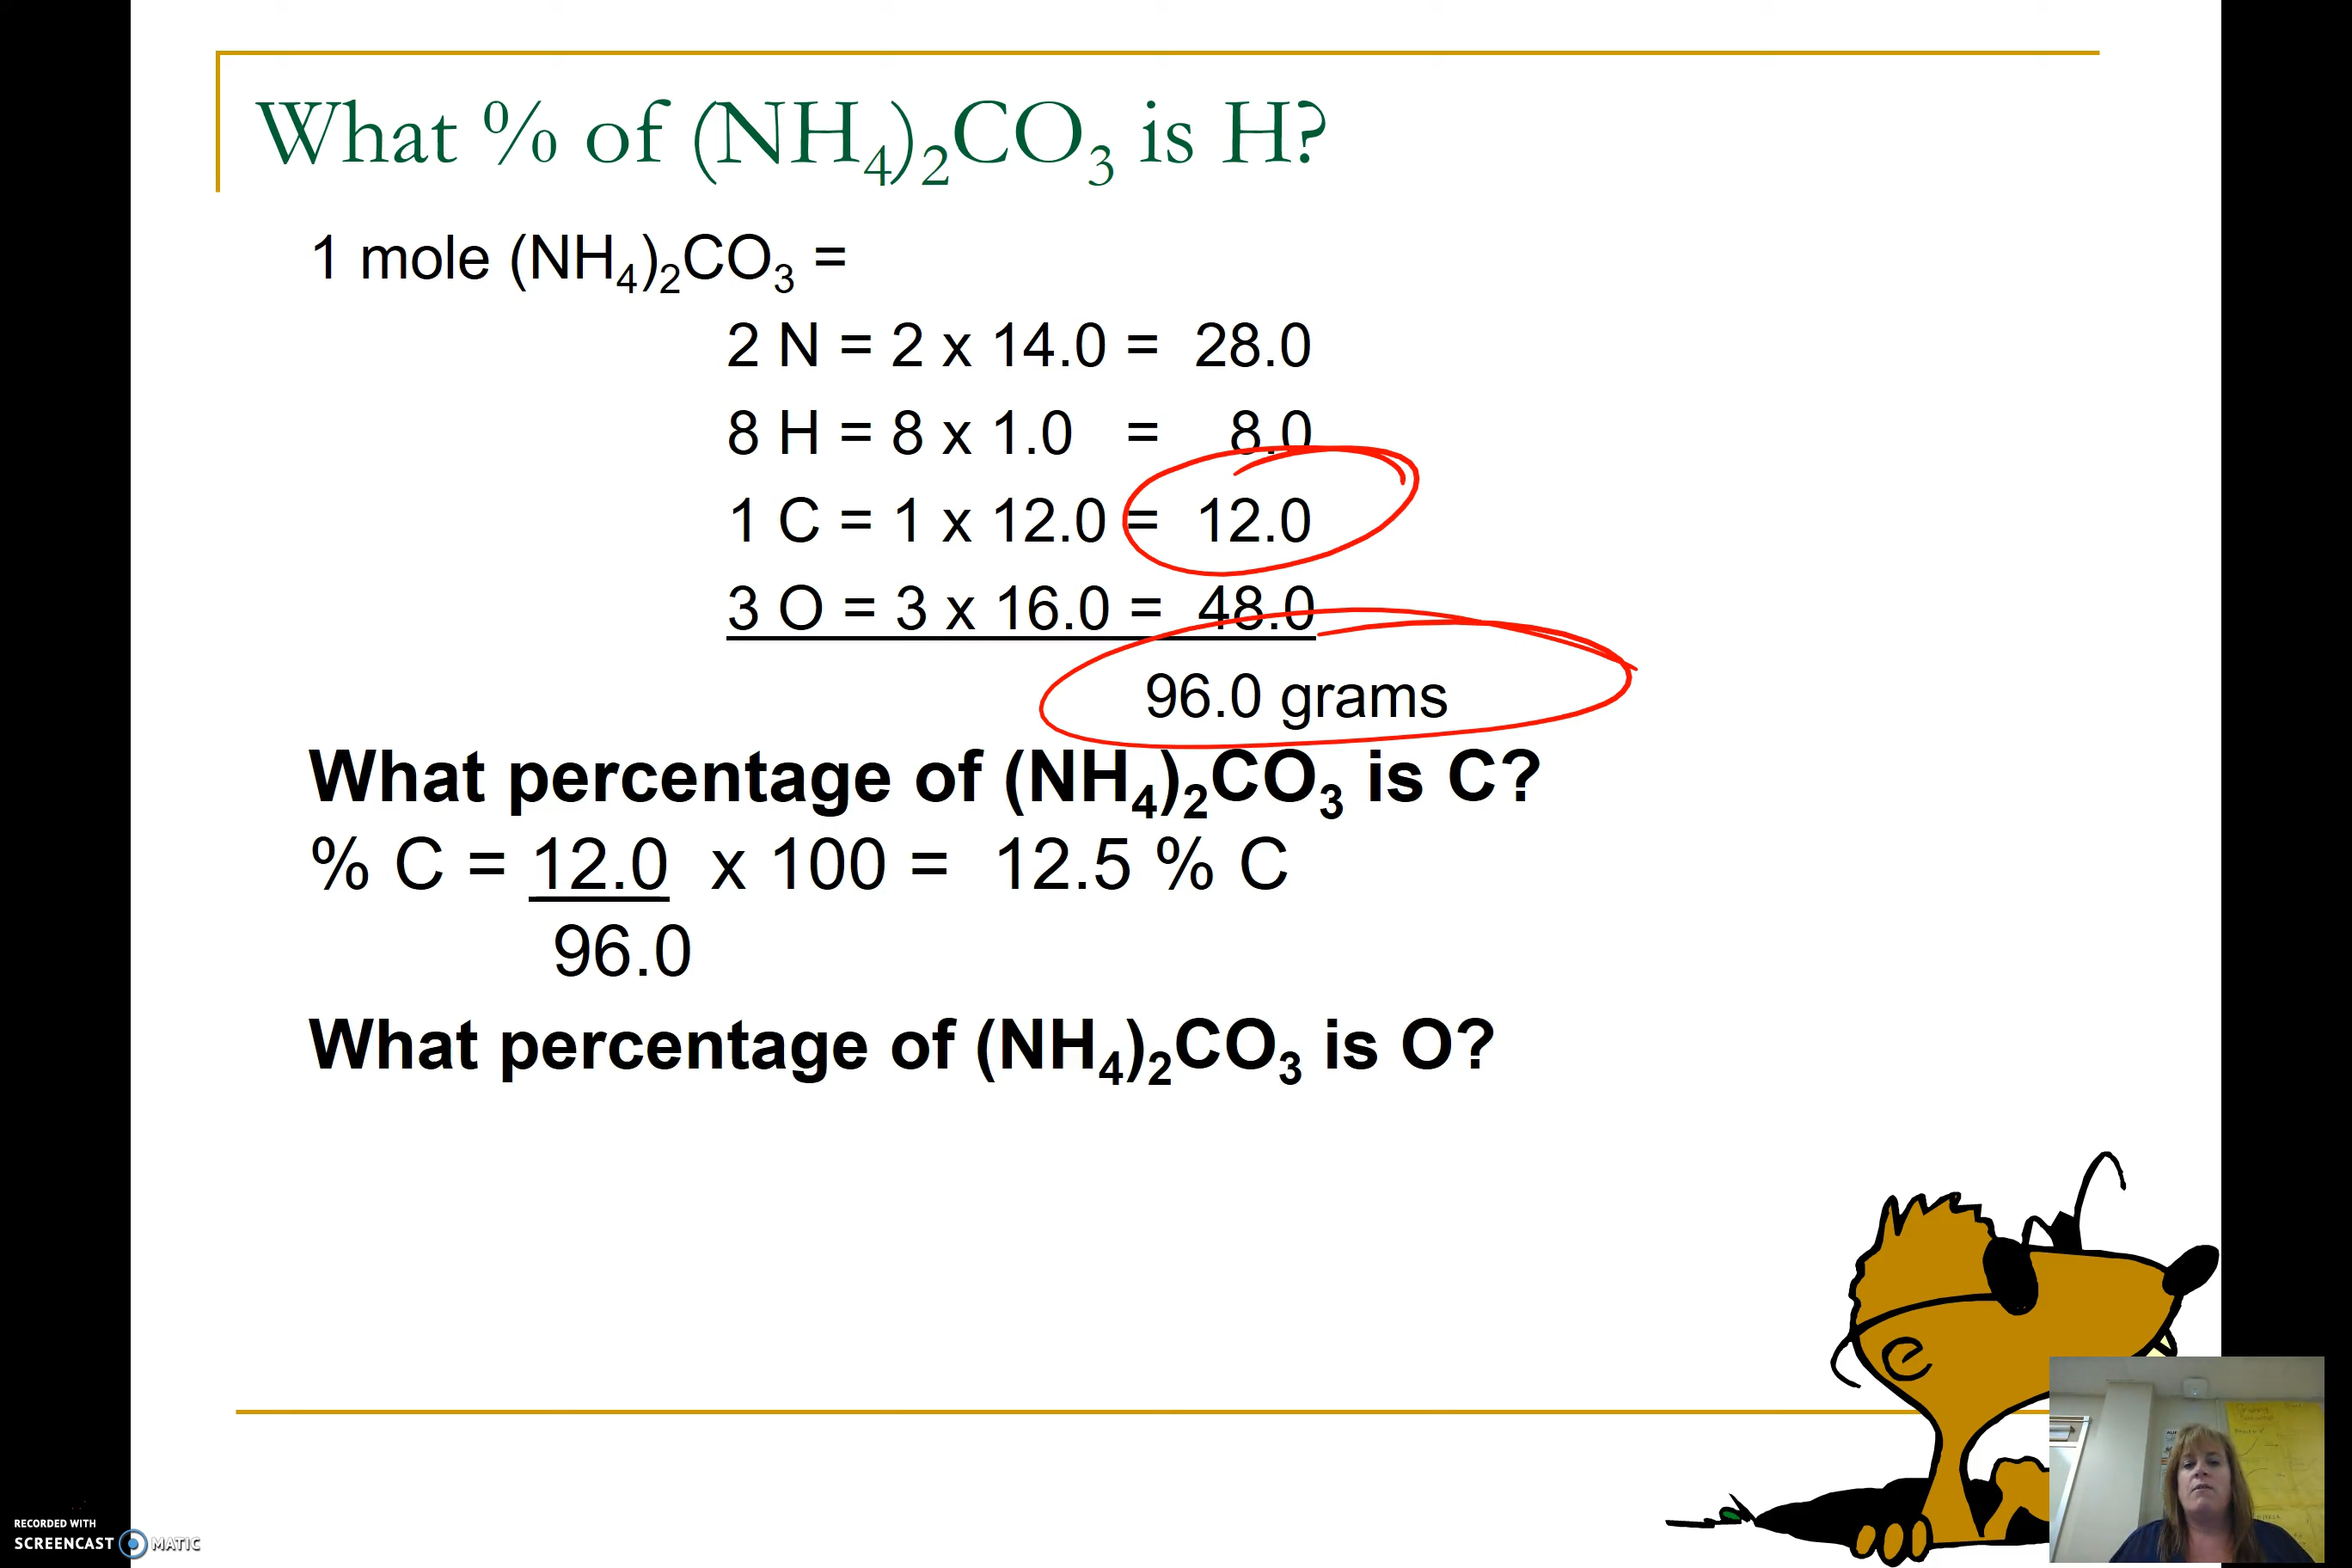 What % of (NH₄)₂CO₃ is H?
1 mole (NH₄)₂CO₃ =
2 N = 2 x 14.0 = 28.0
8 H = 8 x 1.0 = 8.0
1 C = 1 x 12.0 = 12.0
3 O = 3 x 16.0 = 48.0
96.0 grams
What percentage of (NH₄)₂CO₃ is C?
% C = 12.0 x 100 = 12.5 % C
96.0
What percentage of (NH₄)₂CO₃ is O?
RECORDED WITH
SCREENCAST MATIC